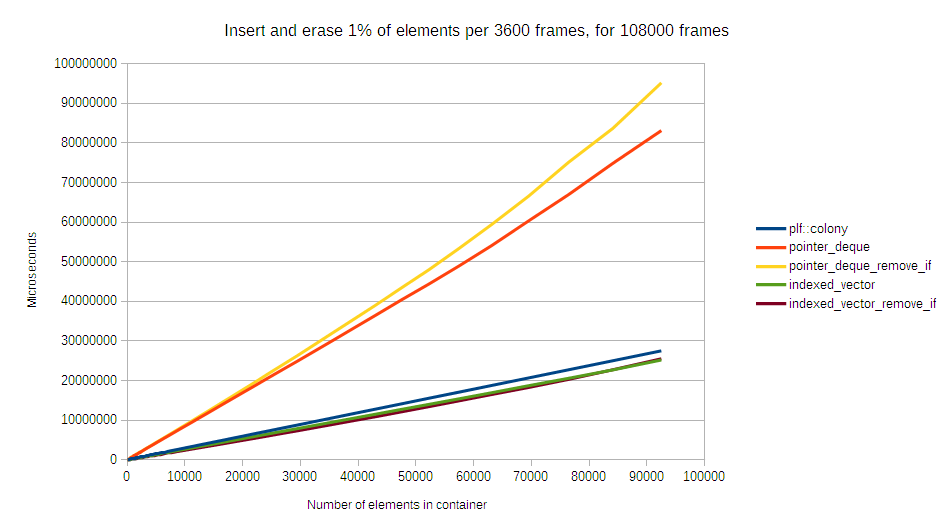 Insert and erase 1% of elements per 3600 frames, for 108000 frames
100000000
90000000
80000000
70000000
60000000
50000000
40000000
30000000
20000000
10000000
0
Microseconds
0 10000 20000 30000 40000 50000 60000 70000 80000 90000 100000
Number of elements in container
plf::colony
pointer_deque
pointer_deque_remove_if
indexed_vector
indexed_vector_remove_if